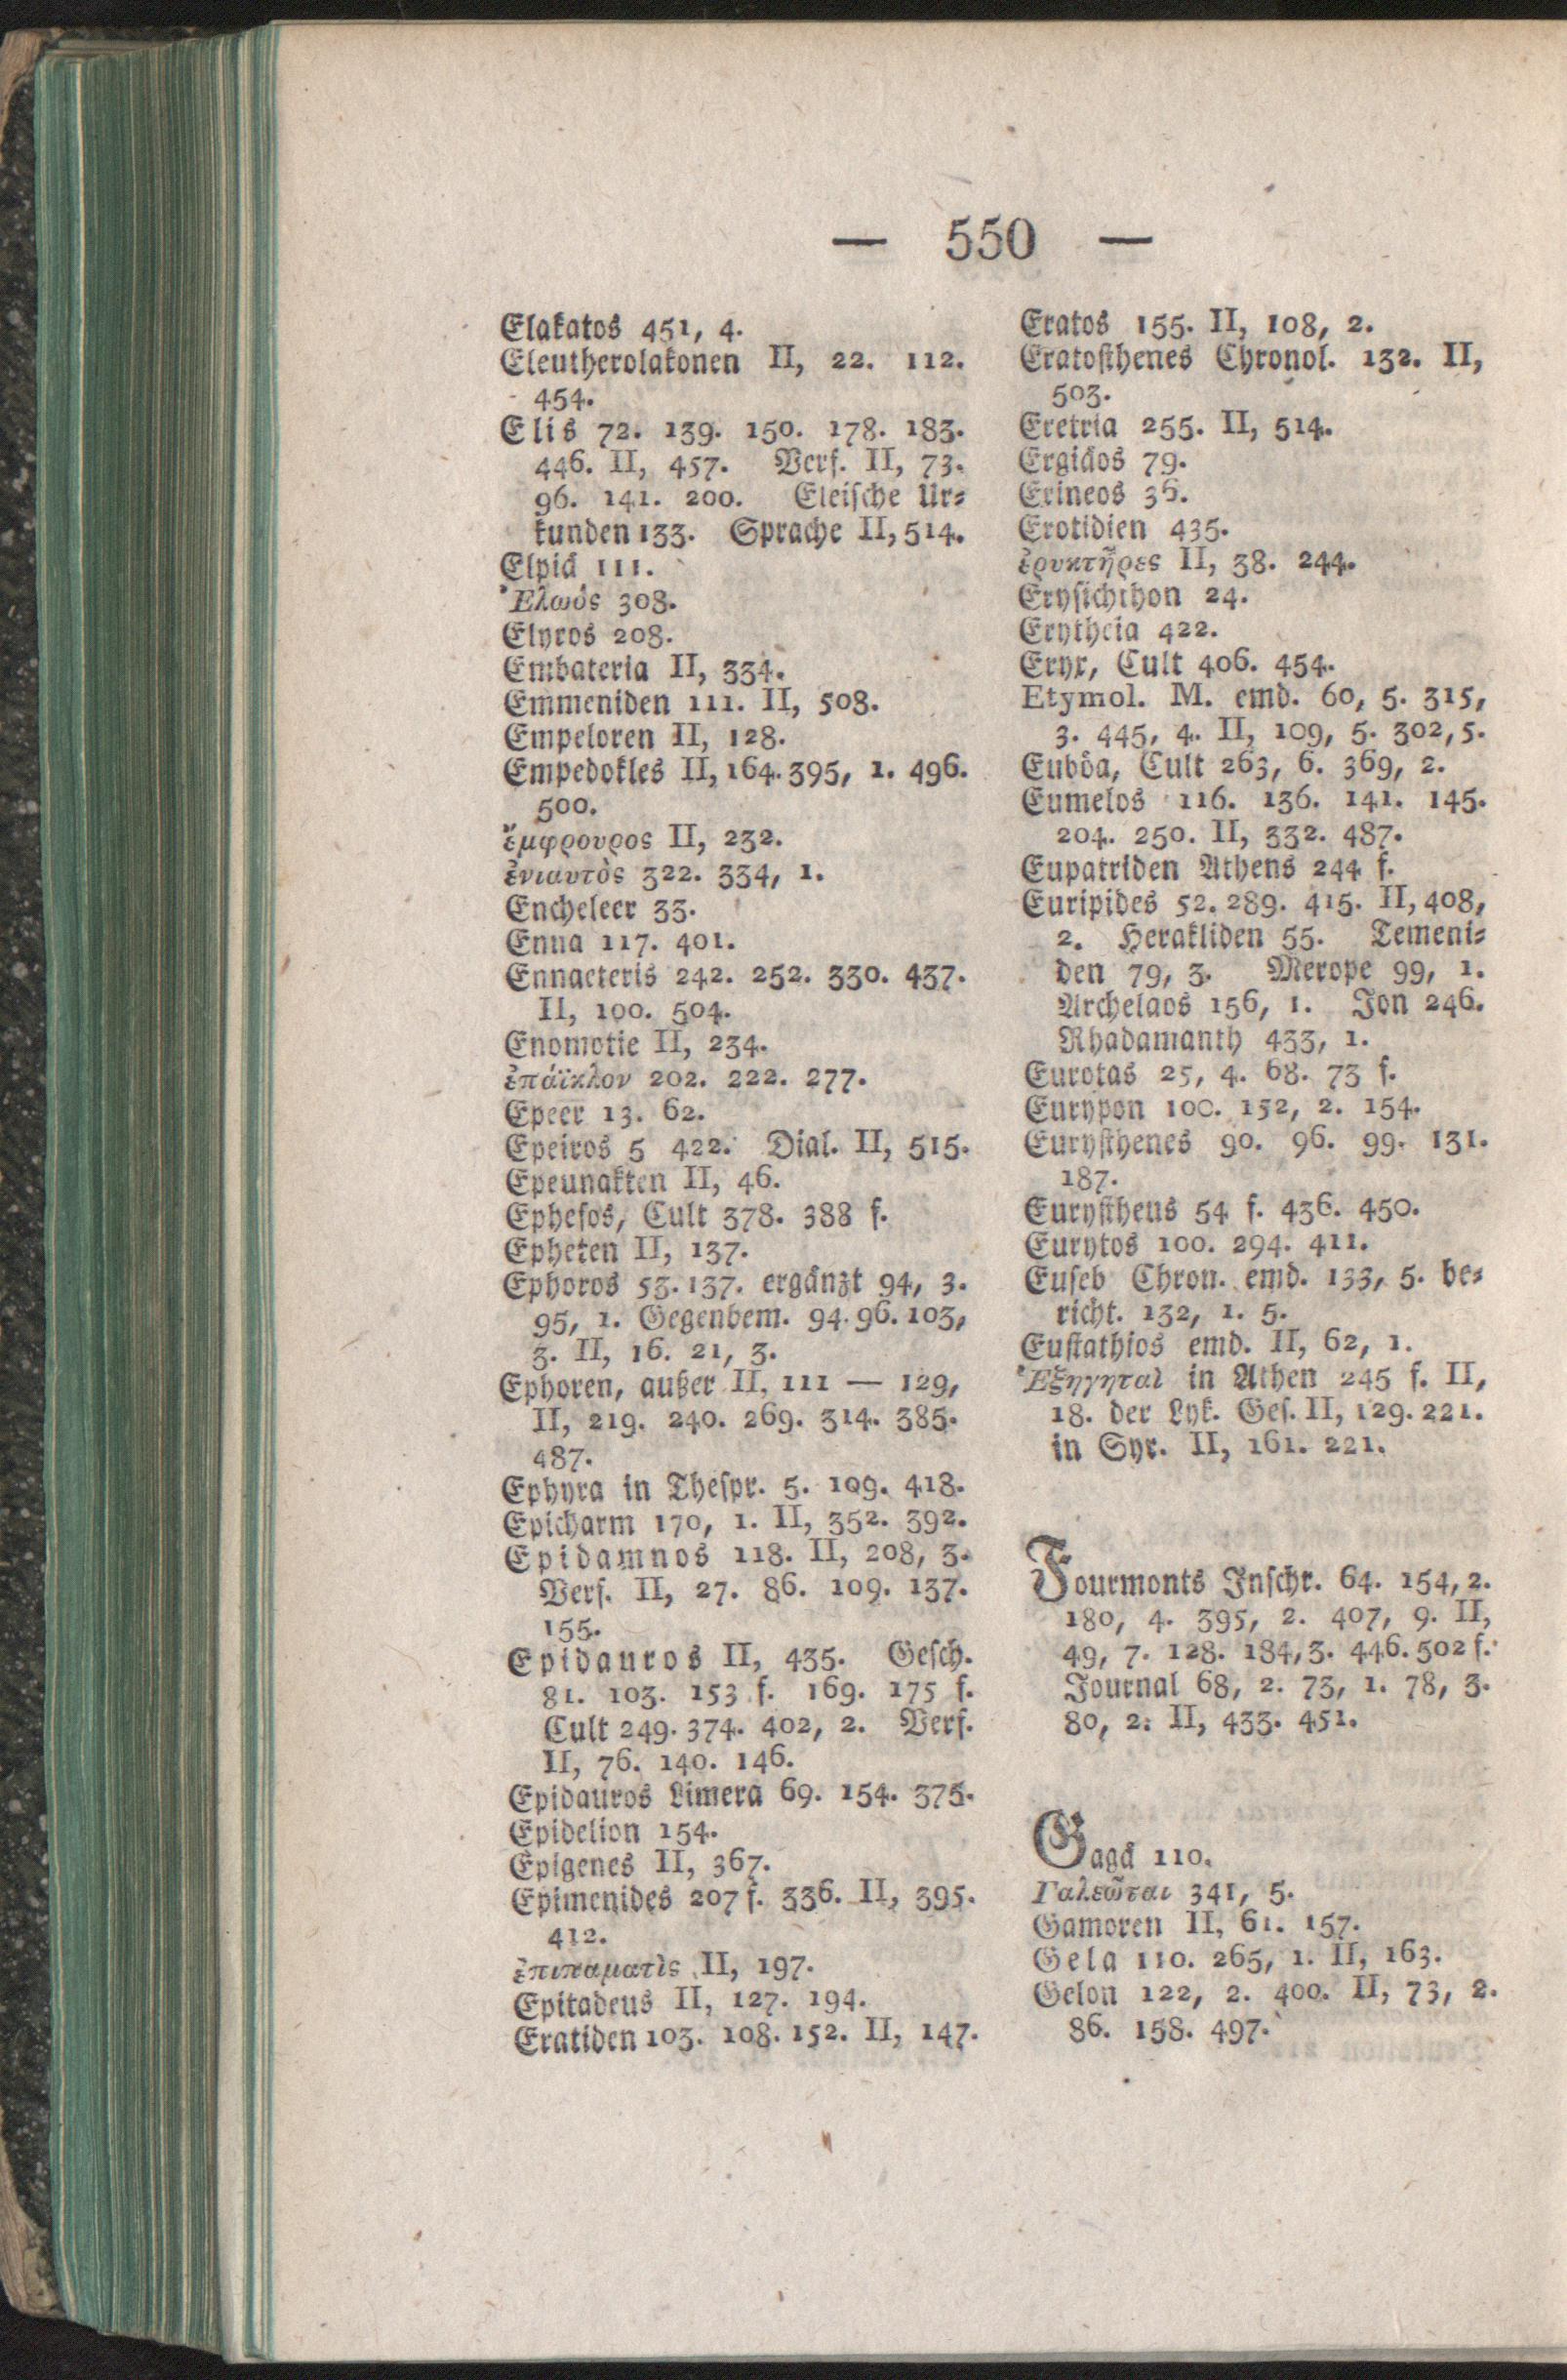 — 550 —
Elakatos 451, 4.
Eleutherolakonen II, 22. 112.
454.
Elis 72. 139. 150. 178. 183.
446. II, 457. Verf. II, 73.
96. 141. 200. Eleische Ur⸗
kunden 133. Sprache II, 514.
Elpiä 111.
Ἑλωός 308.
Elyros 208.
Embateria II, 334.
Emmeniden 111. II, 508.
Empeloren II, 128.
Empedokles II, 164. 395, 1. 496.
500.
ἔμφρουρος II, 232.
ἐνιαυτὸς 322. 334, 1.
Encheleer 33.
Enna 117. 401.
Ennaeteris 242. 252. 330. 437.
II, 100. 504.
Enomotie II, 234.
ἐπάϊκλον 202. 222. 277.
Epeer 13. 62.
Epeiros 5 422. Dial. II, 515.
Epeunakten II, 46.
Ephesos, Cult 378. 388 f.
Epheten II, 137.
Ephoros 53. 137. ergänzt 94, 3.
95, 1. Gegenbem. 94. 96. 103,
3. II, 16. 21, 3.
Ephoren, außer II, 111 — 129,
II, 219. 240. 269. 314. 385.
487.
Ephyra in Thespr. 5. 109. 418.
Epicharm 170, 1. II, 352. 392.
Epidamnos 118. II, 208, 3.
Verf. II, 27. 86. 109. 137.
155.
Epidauros II, 435. Gesch.
81. 103. 153 f. 169. 175 f.
Cult 249. 374. 402, 2. Verf.
II, 76. 140. 146.
Epidauros Limera 69. 154. 375.
Epidelion 154.
Epigenes II, 367.
Epimenides 207 f. 336. II, 395.
412.
ἐπιπαματὶς II, 197.
Epitadeus II, 127. 194.
Eratiden 103. 108. 152. II, 147.
Eratos 155. II, 108, 2.
Eratosthenes Chronol. 132. II,
503.
Eretria 255. II, 514.
Ergiäos 79.
Erineos 36.
Erotidien 435.
ἐρυκτῆρες II, 38. 244.
Erysichthon 24.
Erytheia 422.
Eryx, Cult 406. 454.
Etymol. M. emd. 60, 5. 315,
3. 445, 4. II, 109, 5. 302, 5.
Euböa, Cult 263, 6. 369, 2.
Eumelos 116. 136. 141. 145.
204. 250. II, 332. 487.
Eupatriden Athens 244 f.
Euripides 52. 289. 415. II, 408,
2. Herakliden 55. Temeni⸗
den 79, 3. Merope 99, 1.
Archelaos 156, 1. Jon 246.
Rhadamanth 433, 1.
Eurotas 25, 4. 68. 73 f.
Eurypon 100. 152, 2. 154.
Eurysthenes 90. 96. 99. 131.
187.
Eurystheus 54 f. 436. 450.
Eurytos 100. 294. 411.
Euseb Chron. emd. 133, 5. be⸗
richt. 132, 1. 5.
Eustathios emd. II, 62, 1.
Ἐξηγηταὶ in Athen 245 f. II,
18. der Lyk. Ges. II, 129. 221.
in Syr. II, 161. 221.
Fourmonts Inschr. 64. 154, 2.
180, 4. 395, 2. 407, 9. II,
49, 7. 128. 184, 3. 446. 502 f.
Journal 68, 2. 73, 1. 78, 3.
80, 2. II, 433. 451.
Gagä 110.
Γαλεῶται 341, 5.
Gamoren II, 61. 157.
Gela 110. 265, 1. II, 163.
Gelon 122, 2. 400. II, 73, 2.
86. 158. 497.